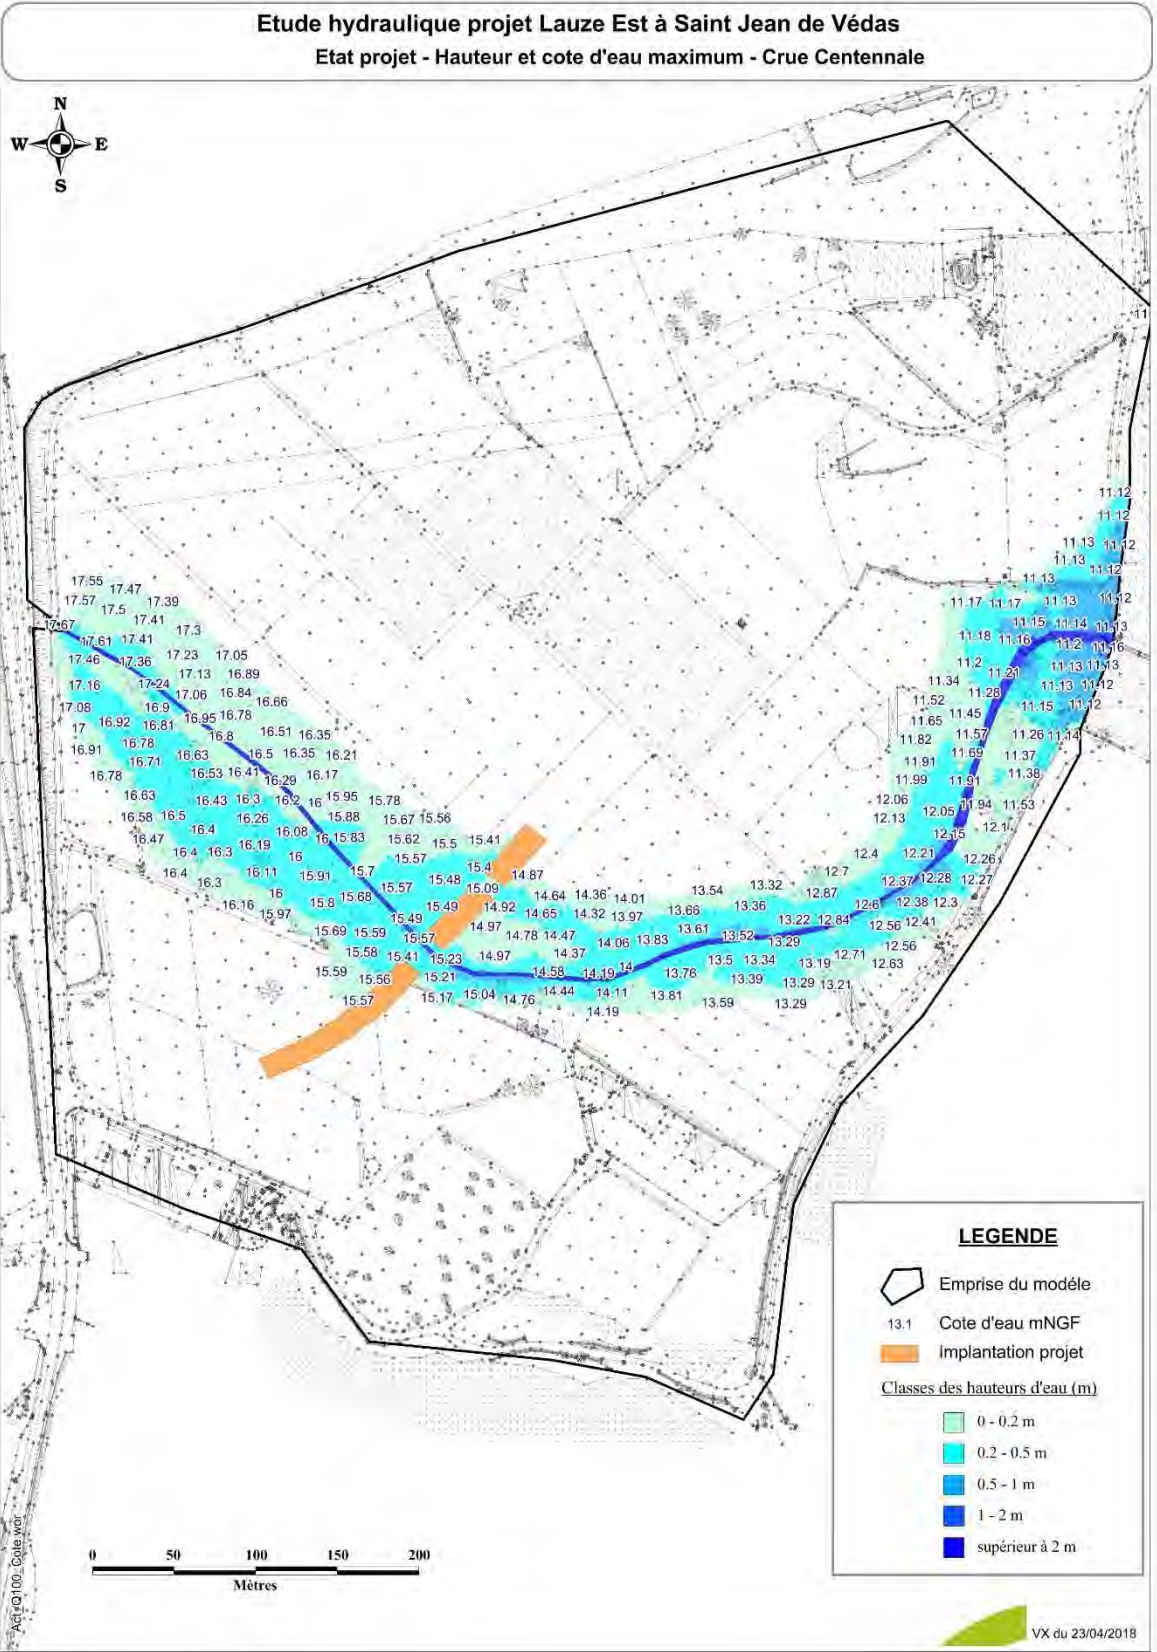 Etude hydraulique projet Lauze Est à Saint Jean de Védas
Etat projet - Hauteur et cote d'eau maximum - Crue Centennale
N
W E
S
11
11.12
11.12
11.13 11.12
11.13
11.12
11.13
17.55 17.47
17.57 17.5 17.39
17.41
17.67 17.3
17.61 17.41
17.46 17.36 17.23 17.05
17.16 17.24 17.13 16.89
17.08 16.9 17.06 16.84 16.66
17 16.92 16.81 16.95 16.78
16.91 16.78 16.8 16.51 16.35
16.71 16.63 16.5 16.35 16.21
16.78 16.53 16.41 16.29 16.17
16.63 16.43 16.3 16.2 16 15.95 15.78
16.58 16.5 16.26 15.88 15.67 15.56
16.47 16.4 16.08 16 15.83 15.62 15.5 15.41
16.4 16.3 16.19 16 15.57
16.4 16.3 16.11 15.91 15.7 15.48 15.4 14.87
16.16 16 15.8 15.68 15.57 15.49 15.09
15.97 15.69 15.59 15.49 14.92 14.97
15.58 15.57 15.41 15.23 14.97
15.59 15.56 15.21
15.57 15.17 15.04 14.76
14.64 14.36 14.01
14.65 14.32 13.97
14.78 14.47 14.06 13.83
14.37
14.58 14.19 14
14.44 14.11
14.19
13.54 13.32 12.7
13.66 13.36 12.87
13.61 13.22 12.84
13.52 13.29
13.5 13.34 13.19 12.71
13.76 13.39 13.29 13.21
13.81 13.59 13.29
11.17 11.17 11.13 11.12
11.15 11.14 11.13
11.18 11.16 11.2 11.16
11.2 11.21 11.13 11.13
11.34 11.28 11.13 11.12
11.52 11.45 11.15 11.12
11.65 11.57 11.26 11.14
11.82 11.69 11.37
11.91 11.91 11.38
11.99 11.94 11.53
12.06 12.05 12.1
12.13 12.15
12.4 12.21 12.26
12.37 12.28 12.27
12.6 12.38 12.3
12.56 12.41
12.56
12.63
LEGENDE
Emprise du modéle
13.1 Cote d'eau mNGF
Implantation projet
Classes des hauteurs d'eau (m)
0 - 0.2 m
0.2 - 0.5 m
0.5 - 1 m
1 - 2 m
supérieur à 2 m
0 50 100 150 200
Mètres
VX du 23/04/2018